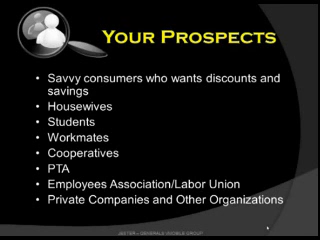 Your Prospects
• Savvy consumers who wants discounts and
savings
• Housewives
• Students
• Workmates
• Cooperatives
• PTA
• Employees Association/Labor Union
• Private Companies and Other Organizations